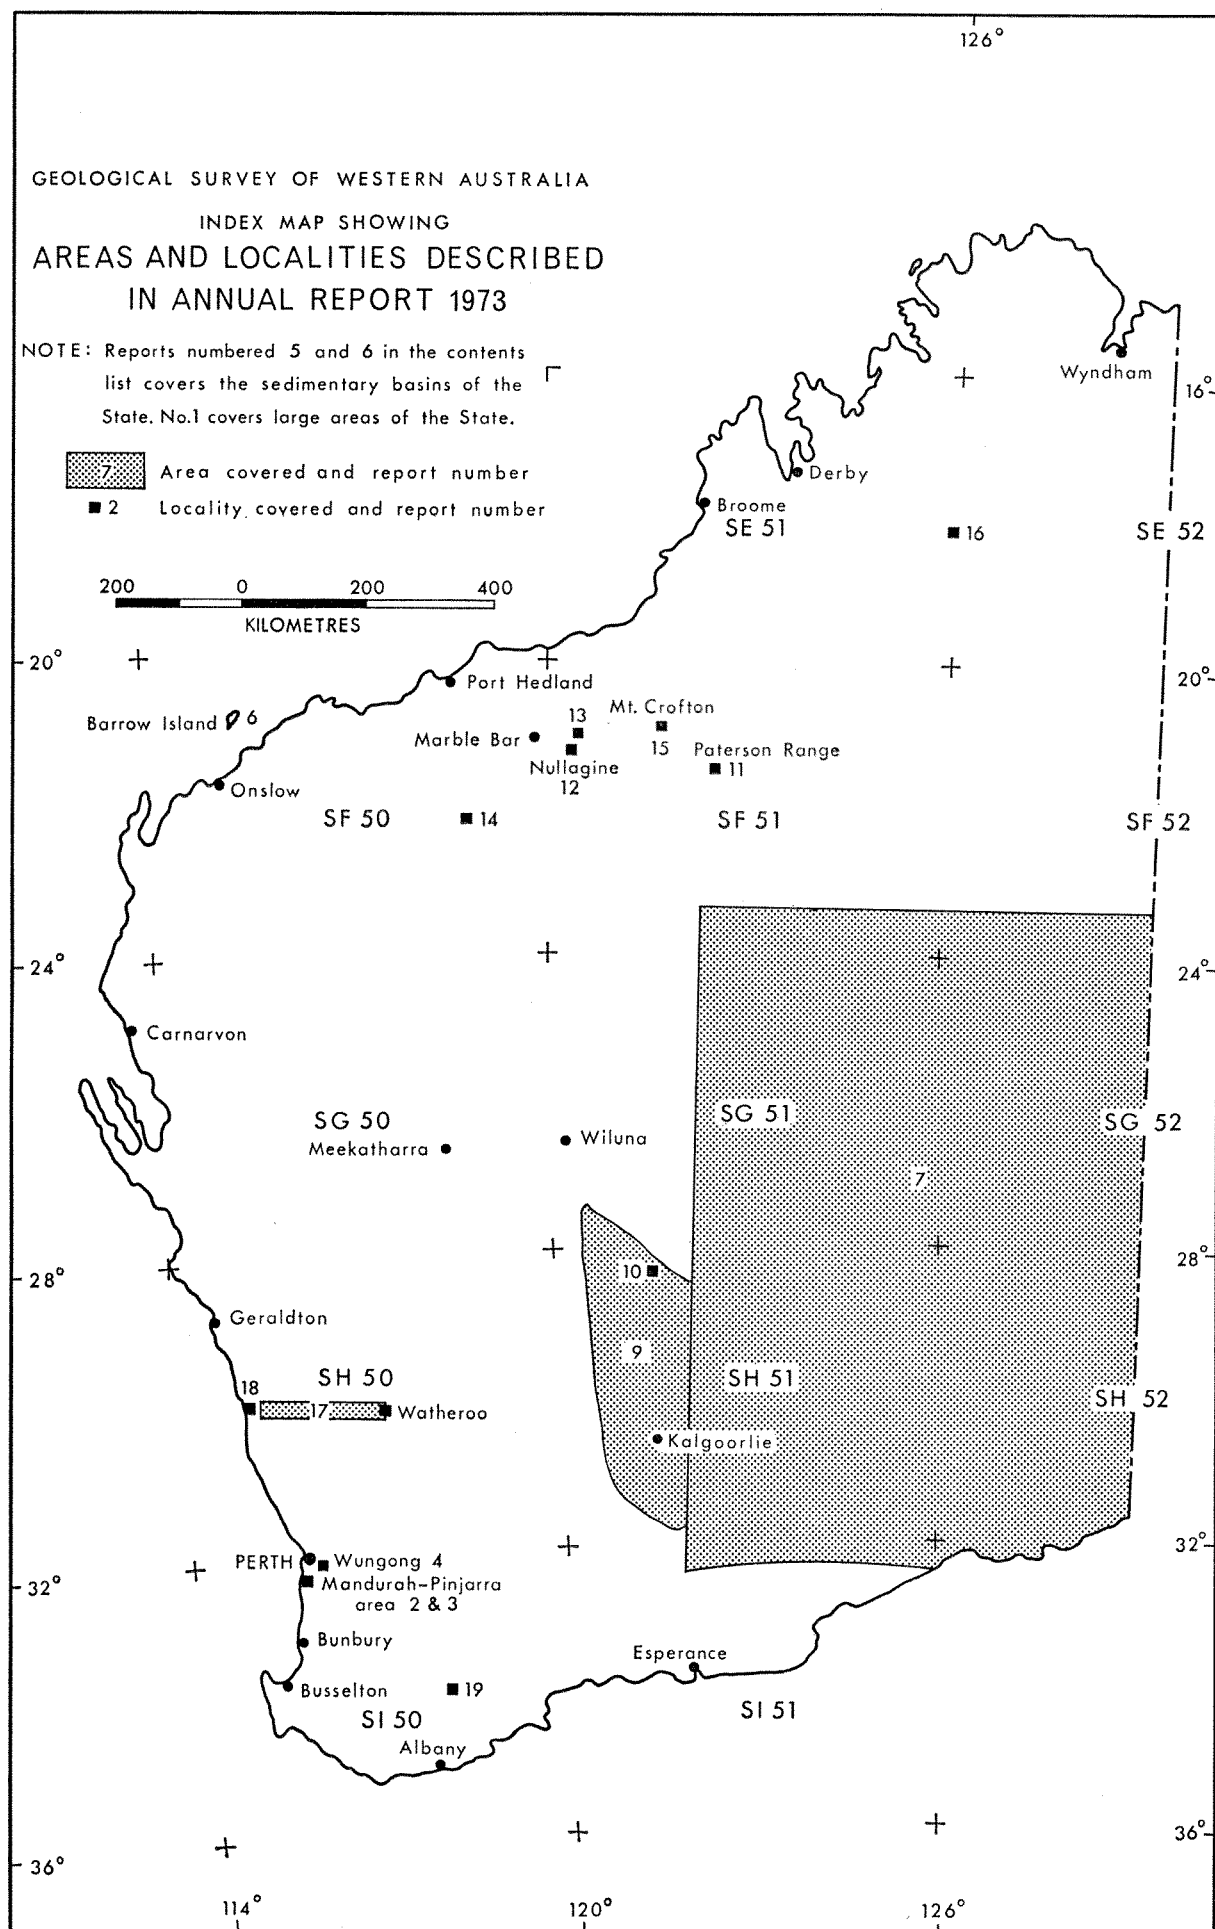 126°
GEOLOGICAL SURVEY OF WESTERN AUSTRALIA
INDEX MAP SHOWING
AREAS AND LOCALITIES DESCRIBED
IN ANNUAL REPORT 1973
NOTE: Reports numbered 5 and 6 in the contents
list covers the sedimentary basins of the
State. No.1 covers large areas of the State.
7 Area covered and report number
2 Locality covered and report number
200 0 200 400
KILOMETRES
Wyndham
16°
Derby
Broome
SE 51
16
SE 52
20°
20°
Port Hedland
Barrow Island 6
Mt. Crofton
13
15
Marble Bar
Paterson Range
11
Nullagine
12
Onslow
SF 50
14
SF 51
SF 52
24°
24°
Carnarvon
SG 50
SG 51
SG 52
Meekatharra
Wiluna
7
28°
28°
10
Geraldton
9
SH 50
SH 51
SH 52
18
17
Watheroo
Kalgoorlie
32°
PERTH
Wungong 4
Mandurah-Pinjarra
area 2 & 3
32°
Bunbury
Esperance
Busselton
19
SI 50
SI 51
Albany
36°
36°
114°
120°
126°